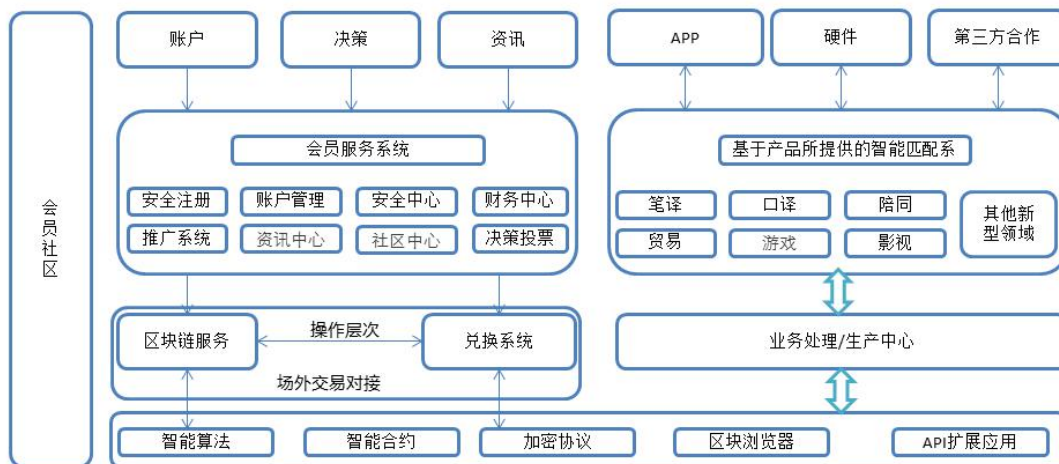 账户
决策
资讯
APP
硬件
第三方合作
会员社区
会员服务系统
安全注册
账户管理
安全中心
财务中心
推广系统
资讯中心
社区中心
决策投票
基于产品所提供的智能匹配系
笔译
口译
陪同
贸易
游戏
影视
其他新
型领域
区块链服务
操作层次
兑换系统
场外交易对接
业务处理/生产中心
智能算法
智能合约
加密协议
区块浏览器
API扩展应用